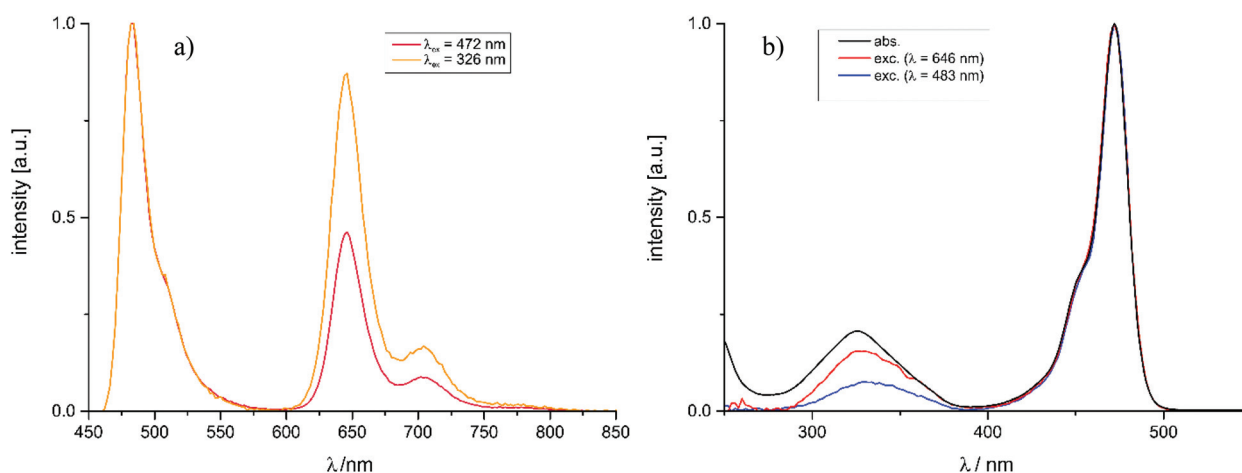 a)
λex = 472 nm
λex = 326 nm
1.0
0.5
0.0
intensity [a.u.]
450 500 550 600 650 700 750 800 850
λ /nm
b)
abs.
exc. (λ = 646 nm)
exc. (λ = 483 nm)
1.0
0.5
0.0
intensity [a.u.]
300 400 500
λ / nm